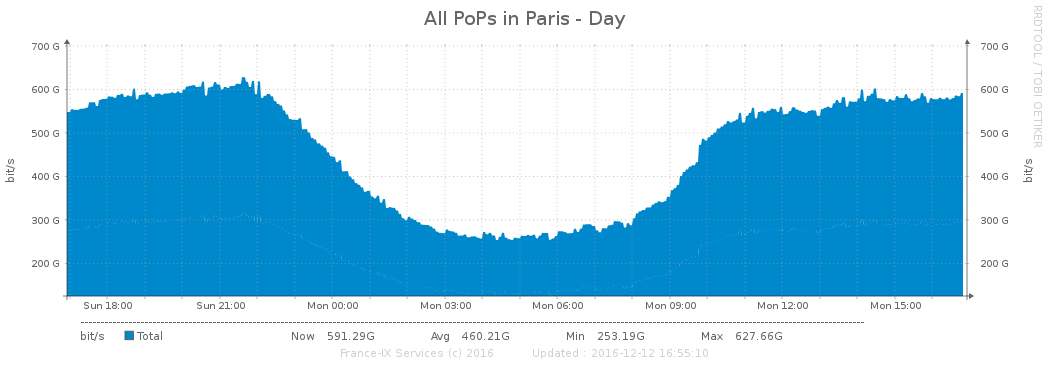 All PoPs in Paris - Day
RRDTOOL / TOBI OETIKER
700 G 700 G
600 G 600 G
500 G 500 G
400 G 400 G
300 G 300 G
200 G 200 G
bit/s bit/s
Sun 18:00 Sun 21:00 Mon 00:00 Mon 03:00 Mon 06:00 Mon 09:00 Mon 12:00 Mon 15:00
bit/s Total Now 591.29G Avg 460.21G Min 253.19G Max 627.66G
France-IX Services (c) 2016 Updated : 2016-12-12 16:55:10